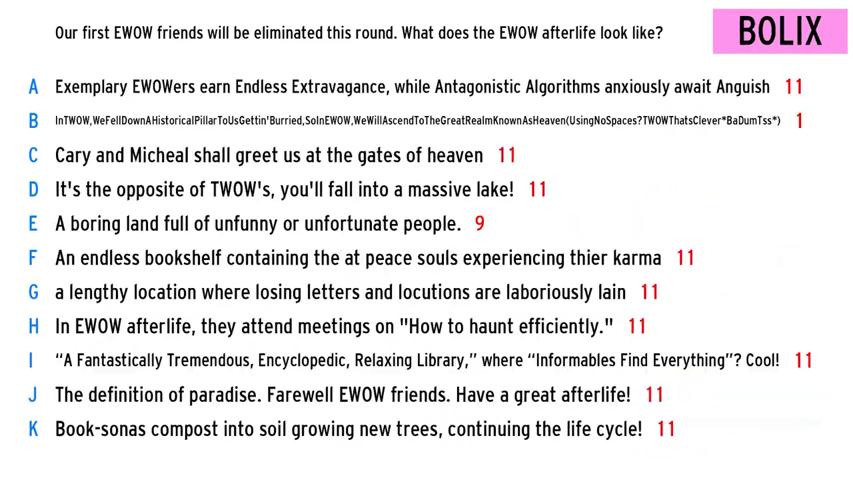 Our first EWOW friends will be eliminated this round. What does the EWOW afterlife look like?
BOLIX
A Exemplary EWOWers earn Endless Extravagance, while Antagonistic Algorithms anxiously await Anguish 11
B InTWOW,WeFellDownAHistoricalPillarToUsGettin'Burried,SoInEWOW,WeWillAscendToTheGreatRealmKnownAsHeaven(UsingNoSpaces?TWOWThatsClever*BaDumTss*) 1
C Cary and Micheal shall greet us at the gates of heaven 11
D It's the opposite of TWOW's, you'll fall into a massive lake! 11
E A boring land full of unfunny or unfortunate people. 9
F An endless bookshelf containing the at peace souls experiencing thier karma 11
G a lengthy location where losing letters and locutions are laboriously lain 11
H In EWOW afterlife, they attend meetings on "How to haunt efficiently." 11
I “A Fantastically Tremendous, Encyclopedic, Relaxing Library,” where “Informables Find Everything”? Cool! 11
J The definition of paradise. Farewell EWOW friends. Have a great afterlife! 11
K Book-sonas compost into soil growing new trees, continuing the life cycle! 11